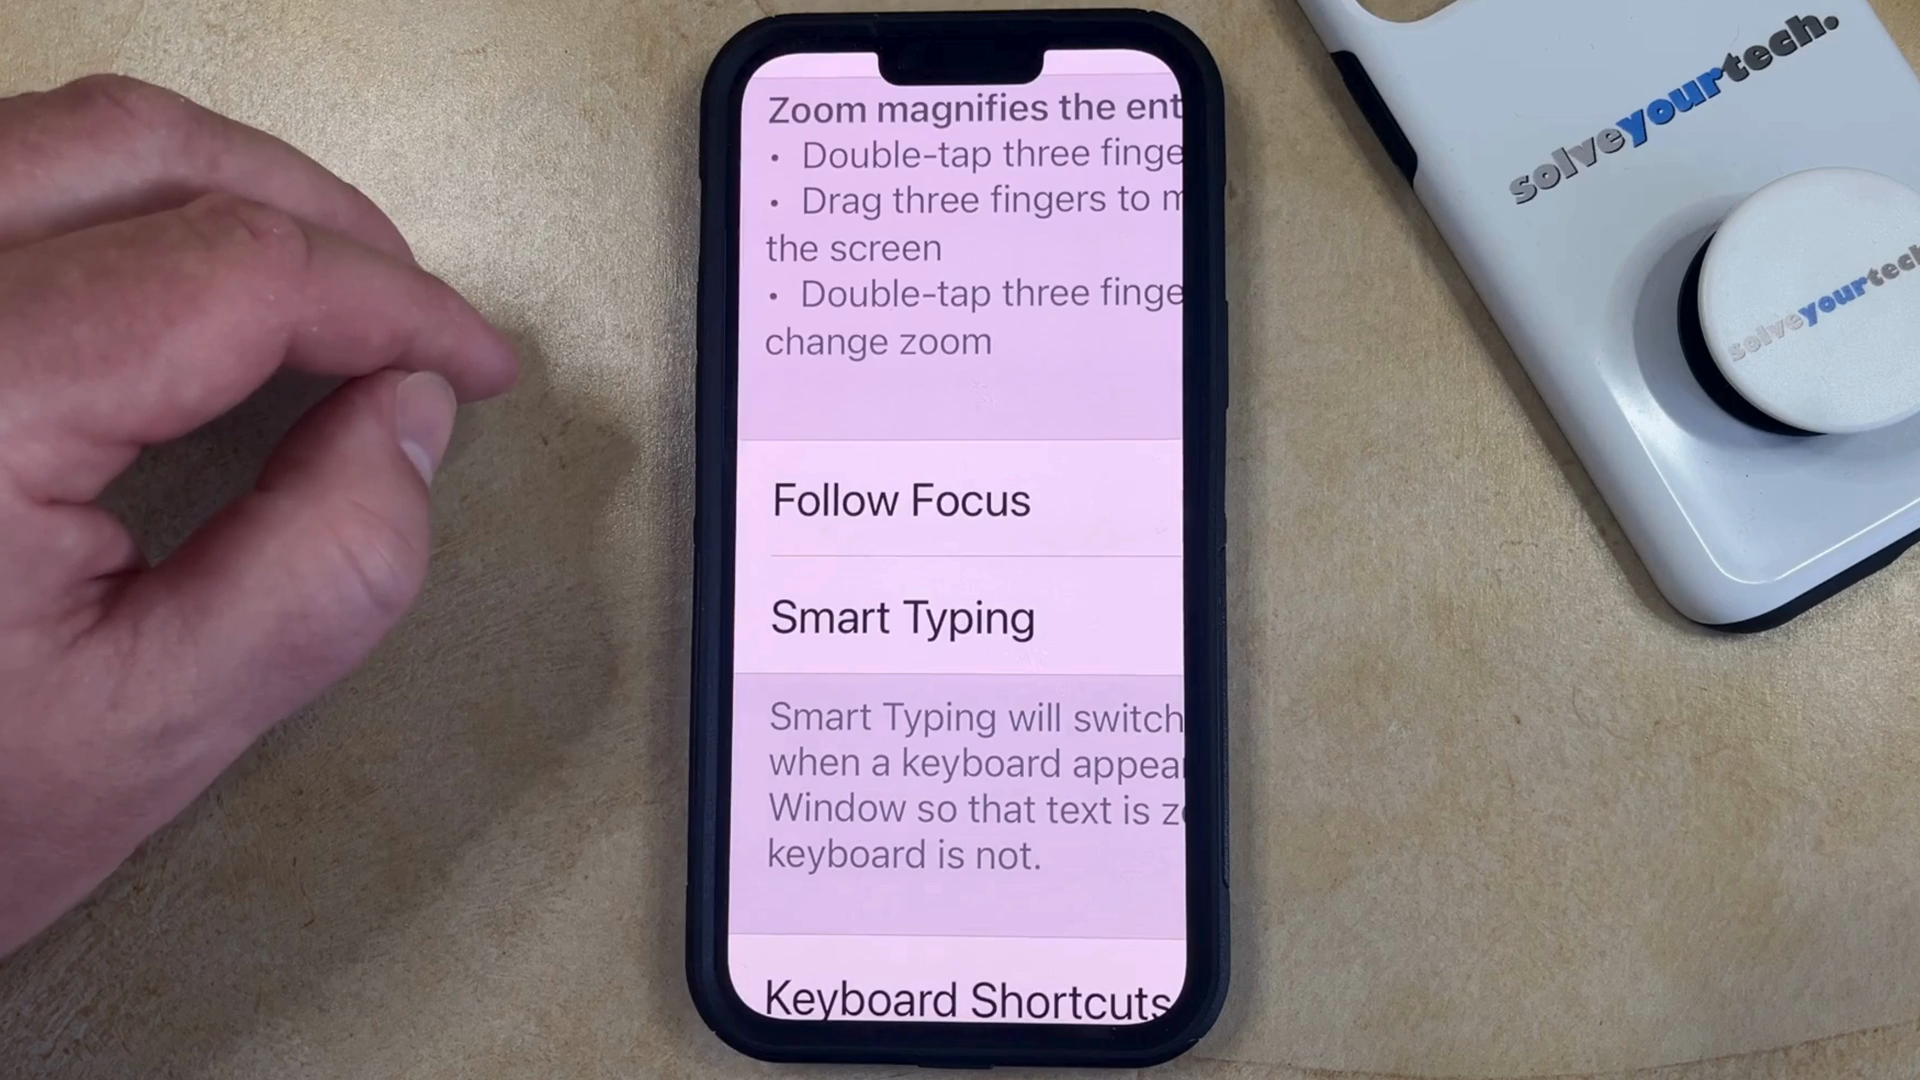 Zoom magnifies the ent
• Double-tap three finge
• Drag three fingers to m
the screen
• Double-tap three finge
change zoom
Follow Focus
Smart Typing
Smart Typing will switch
when a keyboard appear
Window so that text is zo
keyboard is not.
Keyboard Shortcuts
solveyourtech.
solveyourtech